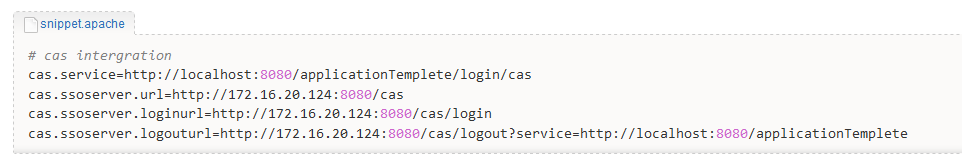 snippet.apache
# cas intergration
cas.service=http://localhost:8080/applicationTemplete/login/cas
cas.ssoserver.url=http://172.16.20.124:8080/cas
cas.ssoserver.loginurl=http://172.16.20.124:8080/cas/login
cas.ssoserver.logouturl=http://172.16.20.124:8080/cas/logout?service=http://localhost:8080/applicationTemplete